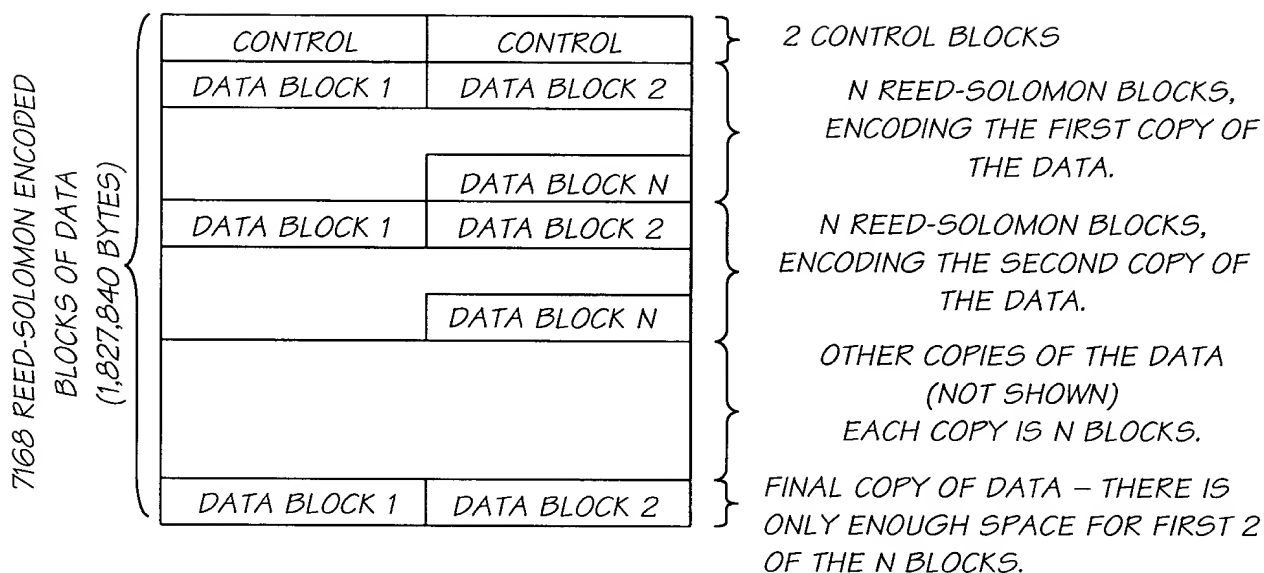 7168 REED-SOLOMON ENCODED
BLOCKS OF DATA
(1,827,840 BYTES)
CONTROL CONTROL
2 CONTROL BLOCKS
DATA BLOCK 1 DATA BLOCK 2
DATA BLOCK N
N REED-SOLOMON BLOCKS,
ENCODING THE FIRST COPY OF
THE DATA.
DATA BLOCK 1 DATA BLOCK 2
DATA BLOCK N
N REED-SOLOMON BLOCKS,
ENCODING THE SECOND COPY OF
THE DATA.
OTHER COPIES OF THE DATA
(NOT SHOWN)
EACH COPY IS N BLOCKS.
DATA BLOCK 1 DATA BLOCK 2
FINAL COPY OF DATA – THERE IS
ONLY ENOUGH SPACE FOR FIRST 2
OF THE N BLOCKS.